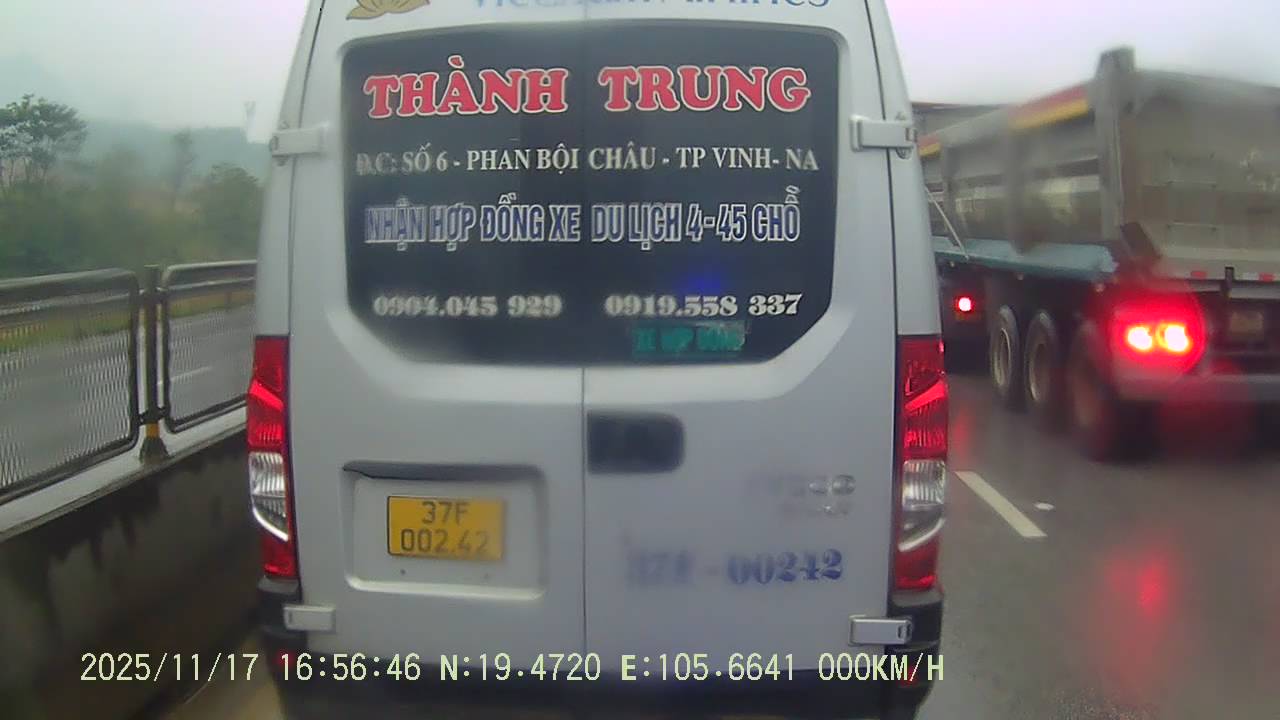 THÀNH TRUNG
Đ.C: SỐ 6 - PHAN BỘI CHÂU - TP VINH- NA
NHẬN HỢP ĐỒNG XE DU LỊCH 4-45 CHỖ
0904.045 929 0919.558 337
37F
002.42
37F - 00242
2025/11/17 16:56:46 N:19.4720 E:105.6641 000KM/H